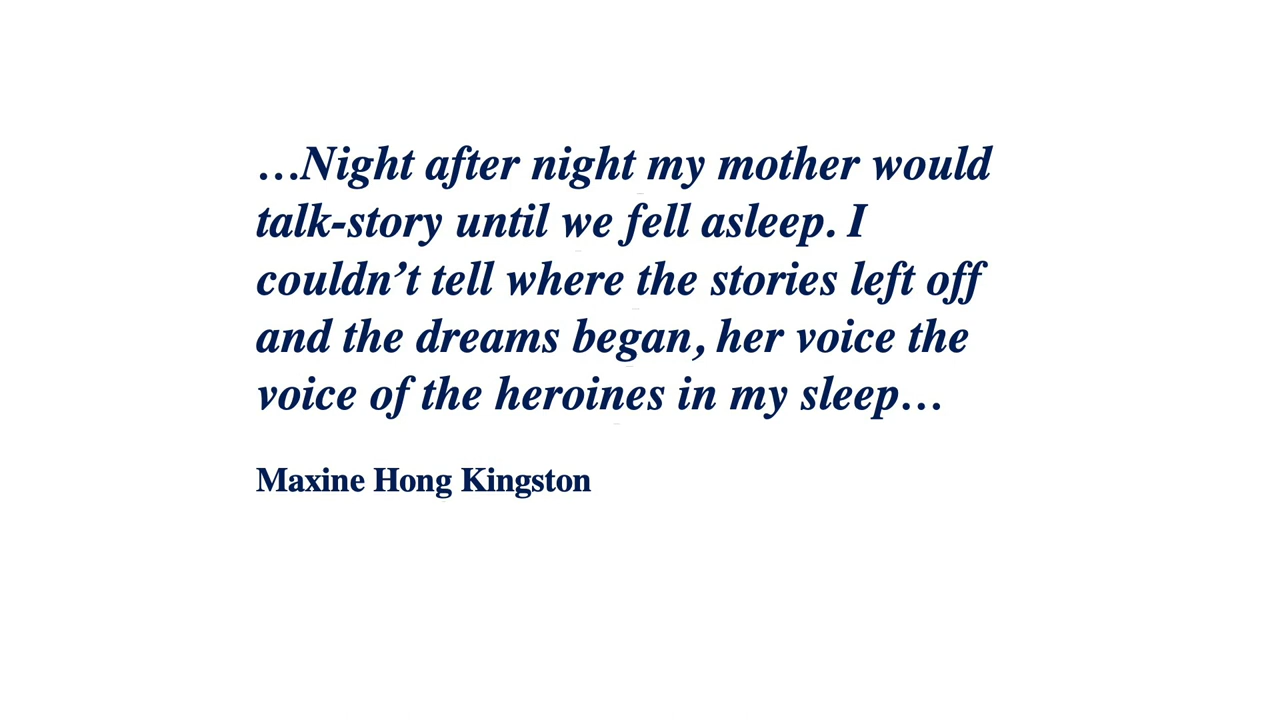 …Night after night my mother would
talk-story until we fell asleep. I
couldn’t tell where the stories left off
and the dreams began, her voice the
voice of the heroines in my sleep…
Maxine Hong Kingston